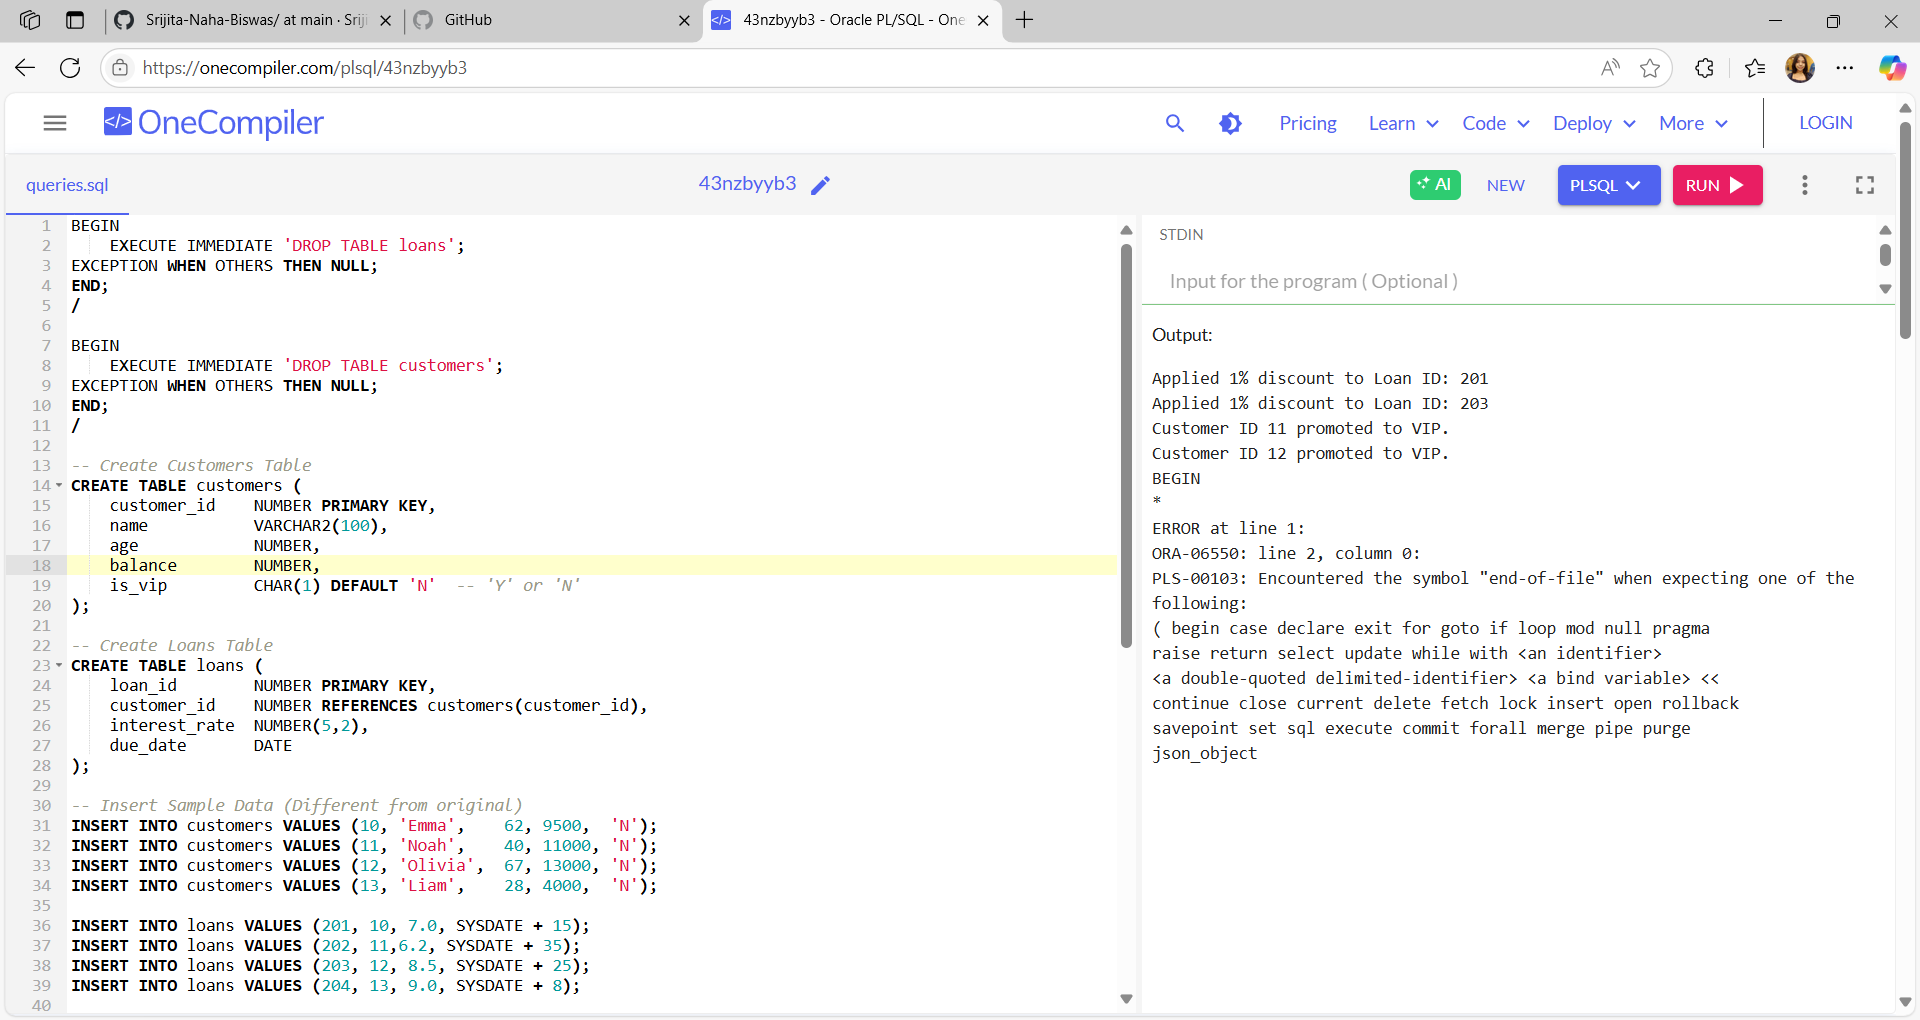 Srijita-Naha-Biswas/ at main · Sriji
GitHub
43nzbyyb3 - Oracle PL/SQL - One
https://onecompiler.com/plsql/43nzbyyb3
</> OneCompiler
Pricing
Learn
Code
Deploy
More
LOGIN
queries.sql
43nzbyyb3
AI
NEW
PLSQL
RUN
1 BEGIN
2     EXECUTE IMMEDIATE 'DROP TABLE loans';
3 EXCEPTION WHEN OTHERS THEN NULL;
4 END;
5 /
6
7 BEGIN
8     EXECUTE IMMEDIATE 'DROP TABLE customers';
9 EXCEPTION WHEN OTHERS THEN NULL;
10 END;
11 /
12
13 -- Create Customers Table
14 CREATE TABLE customers (
15     customer_id    NUMBER PRIMARY KEY,
16     name           VARCHAR2(100),
17     age            NUMBER,
18     balance        NUMBER,
19     is_vip         CHAR(1) DEFAULT 'N'  -- 'Y' or 'N'
20 );
21
22 -- Create Loans Table
23 CREATE TABLE loans (
24     loan_id        NUMBER PRIMARY KEY,
25     customer_id    NUMBER REFERENCES customers(customer_id),
26     interest_rate  NUMBER(5,2),
27     due_date       DATE
28 );
29
30 -- Insert Sample Data (Different from original)
31 INSERT INTO customers VALUES (10, 'Emma',    62, 9500,  'N');
32 INSERT INTO customers VALUES (11, 'Noah',    40, 11000, 'N');
33 INSERT INTO customers VALUES (12, 'Olivia',  67, 13000, 'N');
34 INSERT INTO customers VALUES (13, 'Liam',    28, 4000,  'N');
35
36 INSERT INTO loans VALUES (201, 10, 7.0, SYSDATE + 15);
37 INSERT INTO loans VALUES (202, 11,6.2, SYSDATE + 35);
38 INSERT INTO loans VALUES (203, 12, 8.5, SYSDATE + 25);
39 INSERT INTO loans VALUES (204, 13, 9.0, SYSDATE + 8);
40
STDIN
Input for the program ( Optional )
Output:
Applied 1% discount to Loan ID: 201
Applied 1% discount to Loan ID: 203
Customer ID 11 promoted to VIP.
Customer ID 12 promoted to VIP.
BEGIN
*
ERROR at line 1:
ORA-06550: line 2, column 0:
PLS-00103: Encountered the symbol "end-of-file" when expecting one of the
following:
( begin case declare exit for goto if loop mod null pragma
raise return select update while with <an identifier>
<a double-quoted delimited-identifier> <a bind variable> <<
continue close current delete fetch lock insert open rollback
savepoint set sql execute commit forall merge pipe purge
json_object